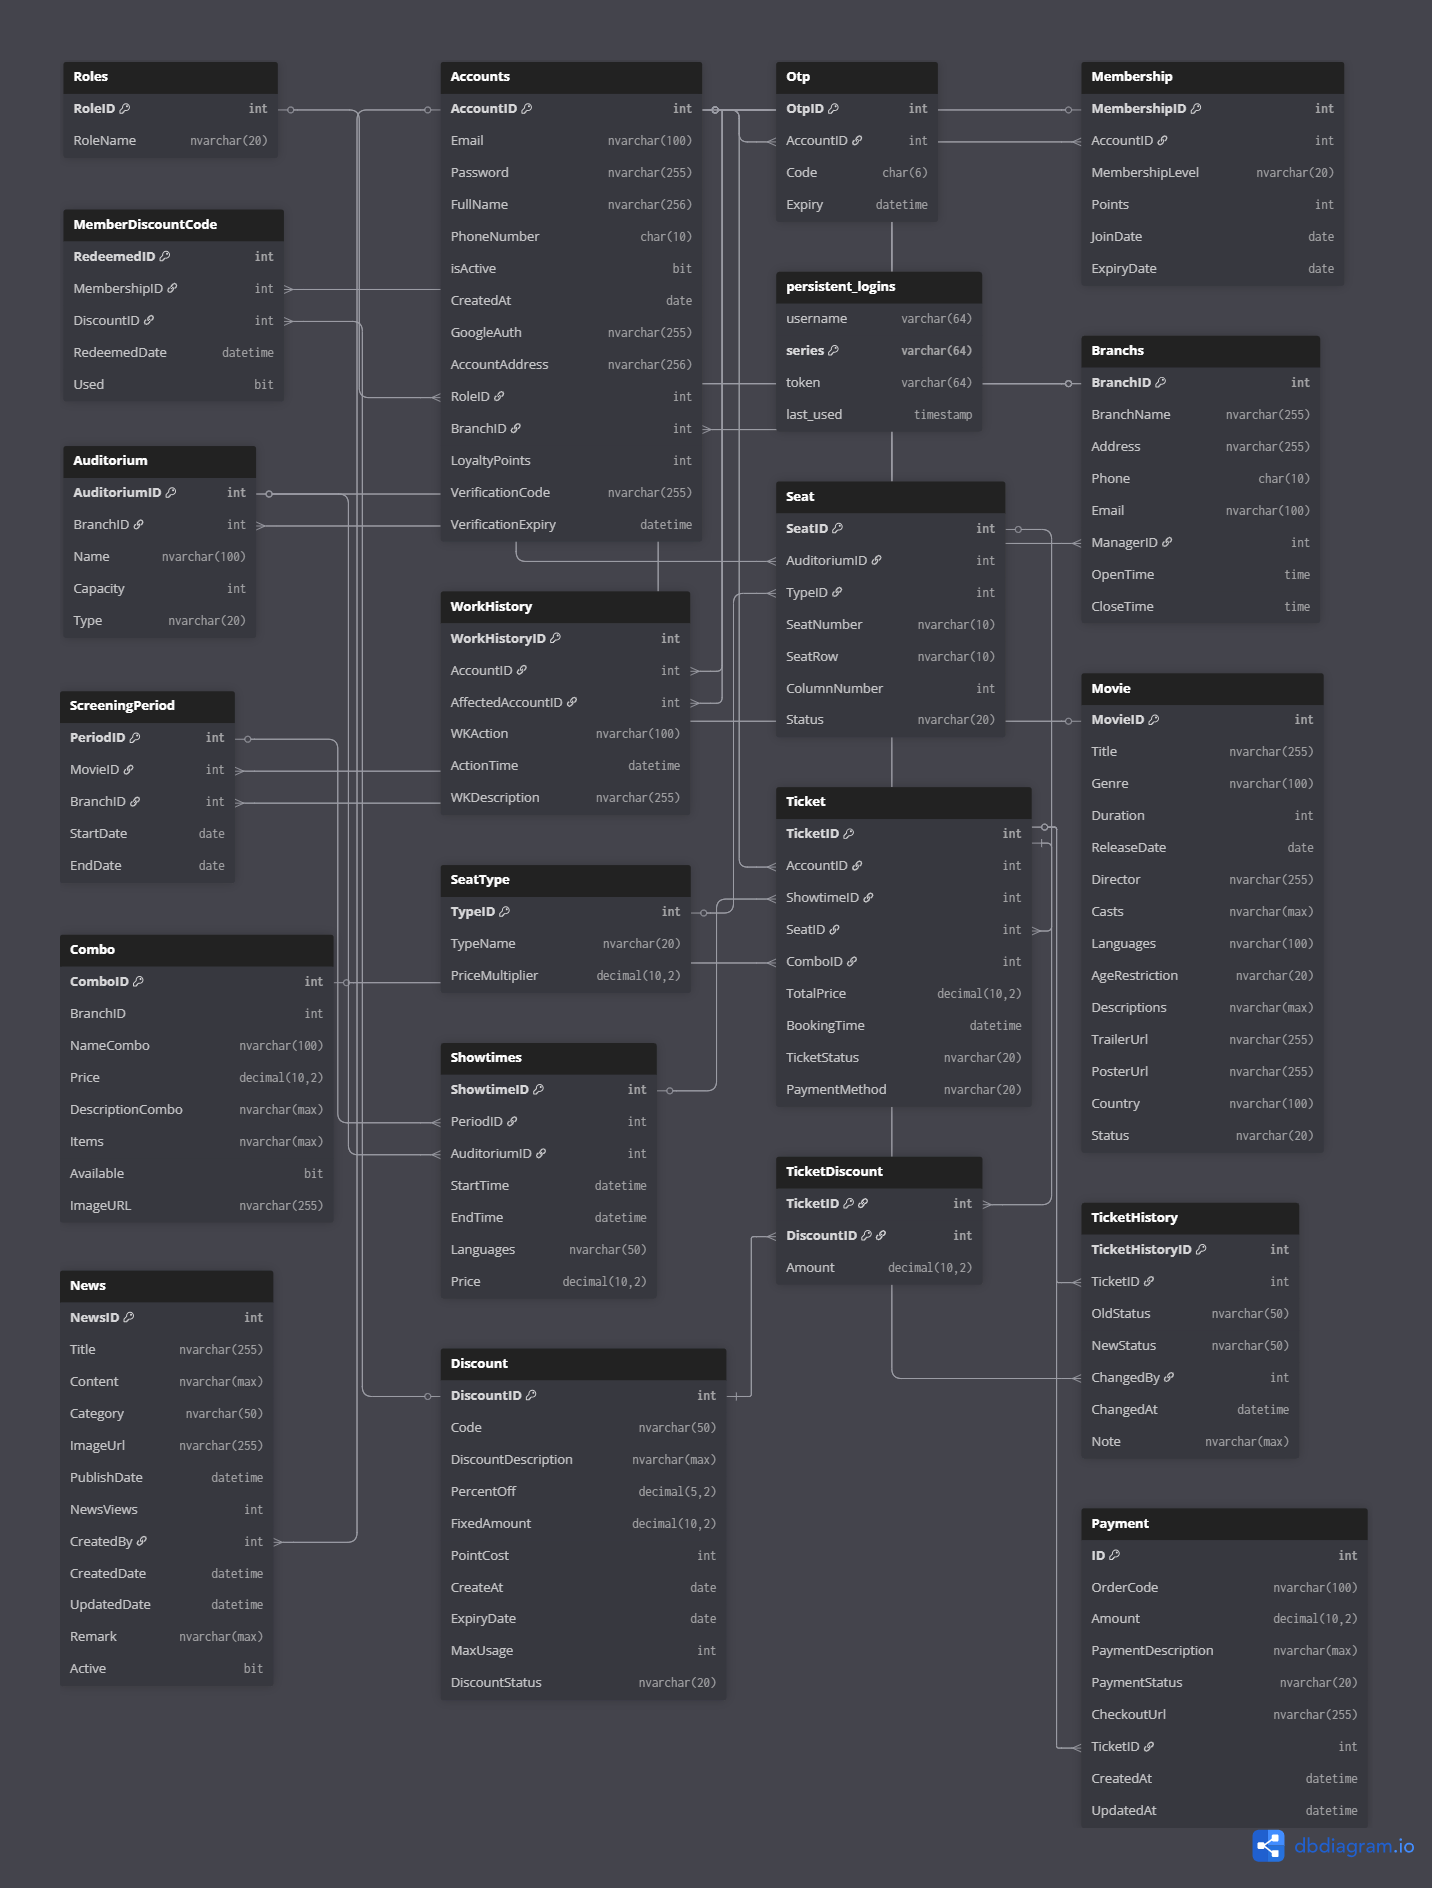 Roles
RoleID int
RoleName nvarchar(20)
MemberDiscountCode
RedeemedID int
MembershipID int
DiscountID int
RedeemedDate datetime
Used bit
Auditorium
AuditoriumID int
BranchID int
Name nvarchar(100)
Capacity int
Type nvarchar(20)
ScreeningPeriod
PeriodID int
MovieID int
BranchID int
StartDate date
EndDate date
Combo
ComboID int
BranchID int
NameCombo nvarchar(100)
Price decimal(10,2)
DescriptionCombo nvarchar(max)
Items nvarchar(max)
Available bit
ImageURL nvarchar(255)
News
NewsID int
Title nvarchar(255)
Content nvarchar(max)
Category nvarchar(50)
ImageUrl nvarchar(255)
PublishDate datetime
NewsViews int
CreatedBy int
CreatedDate datetime
UpdatedDate datetime
Remark nvarchar(max)
Active bit
Accounts
AccountID int
Email nvarchar(100)
Password nvarchar(255)
FullName nvarchar(256)
PhoneNumber char(10)
isActive bit
CreatedAt date
GoogleAuth nvarchar(255)
AccountAddress nvarchar(256)
RoleID int
BranchID int
LoyaltyPoints int
VerificationCode nvarchar(255)
VerificationExpiry datetime
WorkHistory
WorkHistoryID int
AccountID int
AffectedAccountID int
WKAction nvarchar(100)
ActionTime datetime
WKDescription nvarchar(255)
SeatType
TypeID int
TypeName nvarchar(20)
PriceMultiplier decimal(10,2)
Showtimes
ShowtimeID int
PeriodID int
AuditoriumID int
StartTime datetime
EndTime datetime
Languages nvarchar(50)
Price decimal(10,2)
Discount
DiscountID int
Code nvarchar(50)
DiscountDescription nvarchar(max)
PercentOff decimal(5,2)
FixedAmount decimal(10,2)
PointCost int
CreateAt date
ExpiryDate date
MaxUsage int
DiscountStatus nvarchar(20)
Otp
OtpID int
AccountID int
Code char(6)
Expiry datetime
persistent_logins
username varchar(64)
series varchar(64)
token varchar(64)
last_used timestamp
Seat
SeatID int
AuditoriumID int
TypeID int
SeatNumber nvarchar(10)
SeatRow nvarchar(10)
ColumnNumber int
Status nvarchar(20)
Ticket
TicketID int
AccountID int
ShowtimeID int
SeatID int
ComboID int
TotalPrice decimal(10,2)
BookingTime datetime
TicketStatus nvarchar(20)
PaymentMethod nvarchar(20)
TicketDiscount
TicketID int
DiscountID int
Amount decimal(10,2)
Membership
MembershipID int
AccountID int
MembershipLevel nvarchar(20)
Points int
JoinDate date
ExpiryDate date
Branchs
BranchID int
BranchName nvarchar(255)
Address nvarchar(255)
Phone char(10)
Email nvarchar(100)
ManagerID int
OpenTime time
CloseTime time
Movie
MovieID int
Title nvarchar(255)
Genre nvarchar(100)
Duration int
ReleaseDate date
Director nvarchar(255)
Casts nvarchar(max)
Languages nvarchar(100)
AgeRestriction nvarchar(20)
Descriptions nvarchar(max)
TrailerUrl nvarchar(255)
PosterUrl nvarchar(255)
Country nvarchar(100)
Status nvarchar(20)
TicketHistory
TicketHistoryID int
TicketID int
OldStatus nvarchar(50)
NewStatus nvarchar(50)
ChangedBy int
ChangedAt datetime
Note nvarchar(max)
Payment
ID int
OrderCode nvarchar(100)
Amount decimal(10,2)
PaymentDescription nvarchar(max)
PaymentStatus nvarchar(20)
CheckoutUrl nvarchar(255)
TicketID int
CreatedAt datetime
UpdatedAt datetime
dbdiagram.io